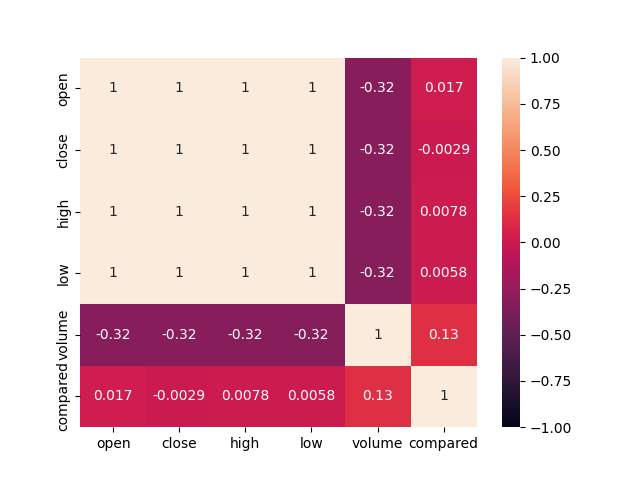 open 1 1 1 1 -0.32 0.017
close 1 1 1 1 -0.32 -0.0029
high 1 1 1 1 -0.32 0.0078
low 1 1 1 1 -0.32 0.0058
volume -0.32 -0.32 -0.32 -0.32 1 0.13
compared 0.017 -0.0029 0.0078 0.0058 0.13 1
open close high low volume compared
1.00
0.75
0.50
0.25
0.00
−0.25
−0.50
−0.75
−1.00